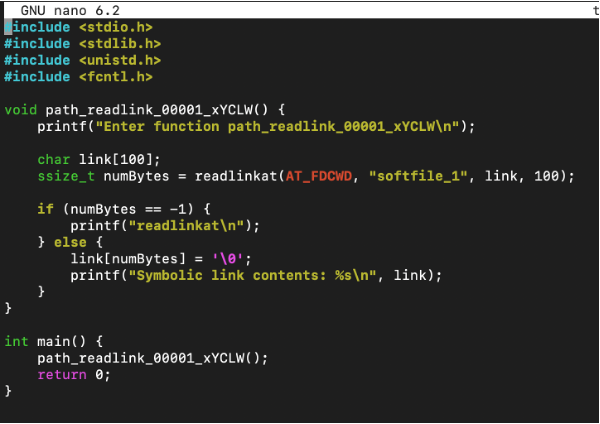 GNU nano 6.2 t
#include <stdio.h>
#include <stdlib.h>
#include <unistd.h>
#include <fcntl.h>

void path_readlink_00001_xYCLW() {
    printf("Enter function path_readlink_00001_xYCLW\n");

    char link[100];
    ssize_t numBytes = readlinkat(AT_FDCWD, "softfile_1", link, 100);

    if (numBytes == -1) {
        printf("readlinkat\n");
    } else {
        link[numBytes] = '\0';
        printf("Symbolic link contents: %s\n", link);
    }
}

int main() {
    path_readlink_00001_xYCLW();
    return 0;
}